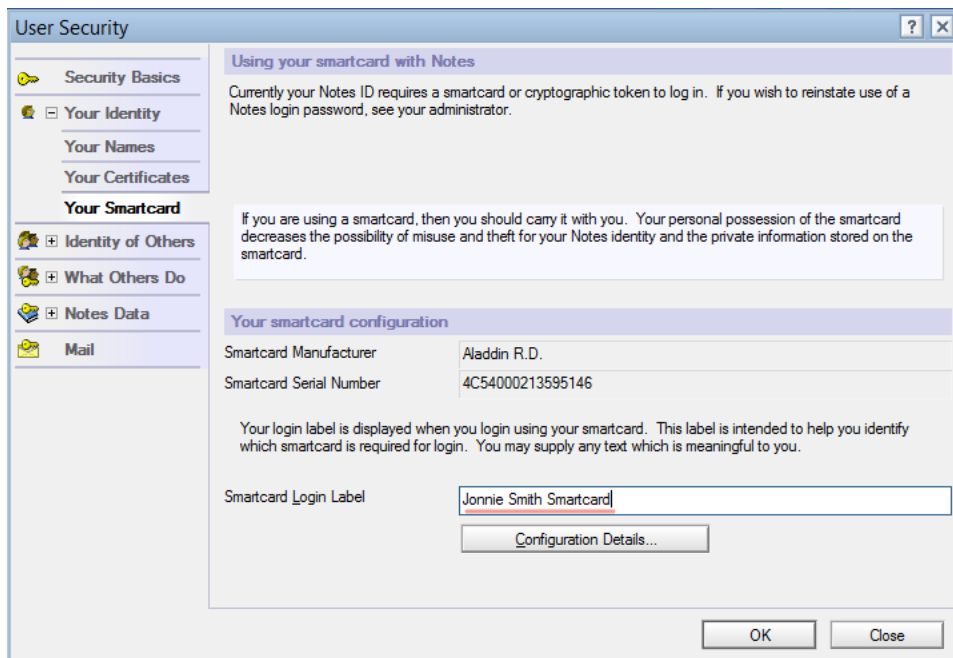 User Security
Security Basics
Your Identity
Your Names
Your Certificates
Your Smartcard
Identity of Others
What Others Do
Notes Data
Mail
Using your smartcard with Notes
Currently your Notes ID requires a smartcard or cryptographic token to log in. If you wish to reinstate use of a
Notes login password, see your administrator.
If you are using a smartcard, then you should carry it with you. Your personal possession of the smartcard
decreases the possibility of misuse and theft for your Notes identity and the private information stored on the
smartcard.
Your smartcard configuration
Smartcard Manufacturer
Aladdin R.D.
Smartcard Serial Number
4C54000213595146
Your login label is displayed when you login using your smartcard. This label is intended to help you identify
which smartcard is required for login. You may supply any text which is meaningful to you.
Smartcard Login Label
Jonnie Smith Smartcard
Configuration Details...
OK
Close